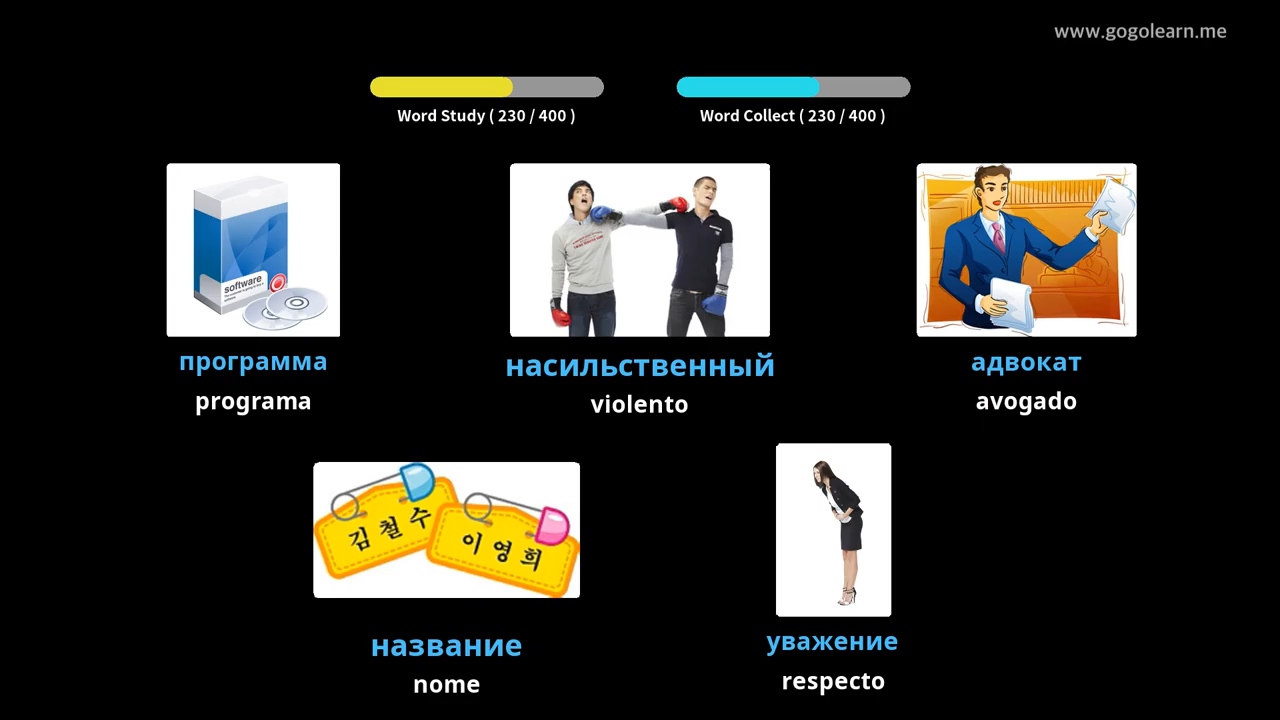 www.gogolearn.me
Word Study ( 230 / 400 )
Word Collect ( 230 / 400 )
software
программа
programa
насильственный
violento
адвокат
avogado
김철수
이영희
название
nome
уважение
respecto